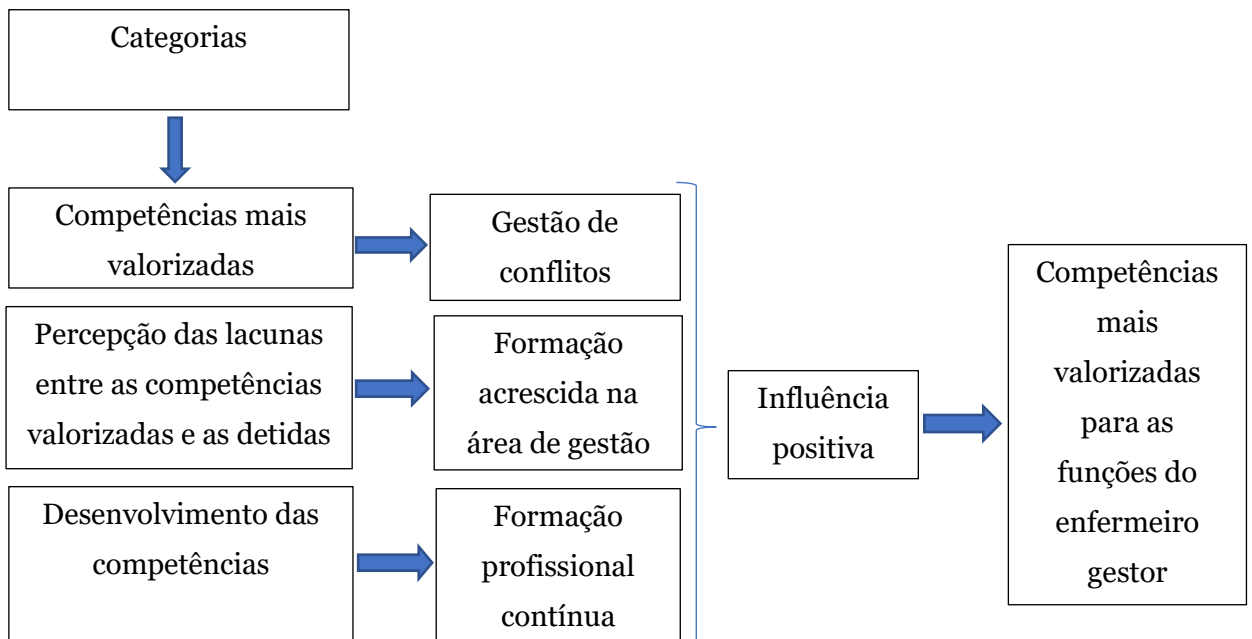 Categorias
Competências mais
valorizadas
Gestão de
conflitos
Percepção das lacunas
entre as competências
valorizadas e as detidas
Formação
acrescida na
área de gestão
Desenvolvimento das
competências
Formação
profissional
contínua
Influência
positiva
Competências
mais
valorizadas
para as
funções do
enfermeiro
gestor